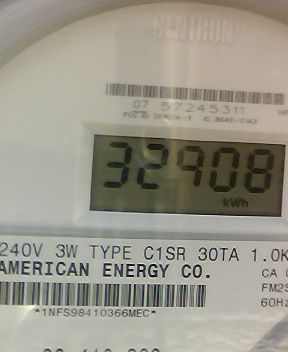 CENTRON
07 57245311
32908
kWh
240V 3W TYPE C1SR 30TA 1.0K
AMERICAN ENERGY CO.
CA
FM2S
60Hz
*1NFS98410366MEC*